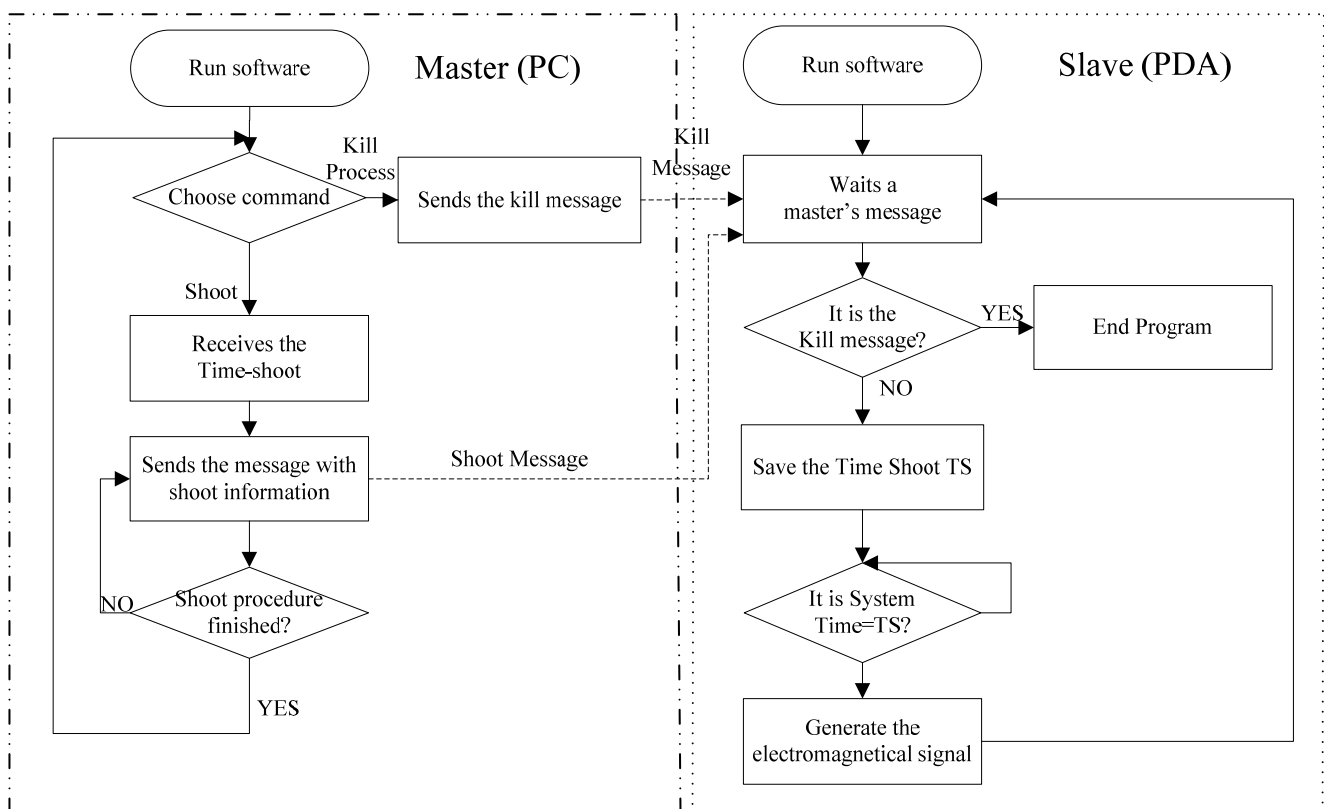 Run software
Master (PC)
Kill
Process
Choose command
Sends the kill message
Shoot
Receives the
Time-shoot
Sends the message with
shoot information
NO
Shoot procedure
finished?
YES
Kill
Message
Shoot Message
Run software
Slave (PDA)
Waits a
master's message
It is the
Kill message?
YES
End Program
NO
Save the Time Shoot TS
It is System
Time=TS?
Generate the
electromagnetical signal